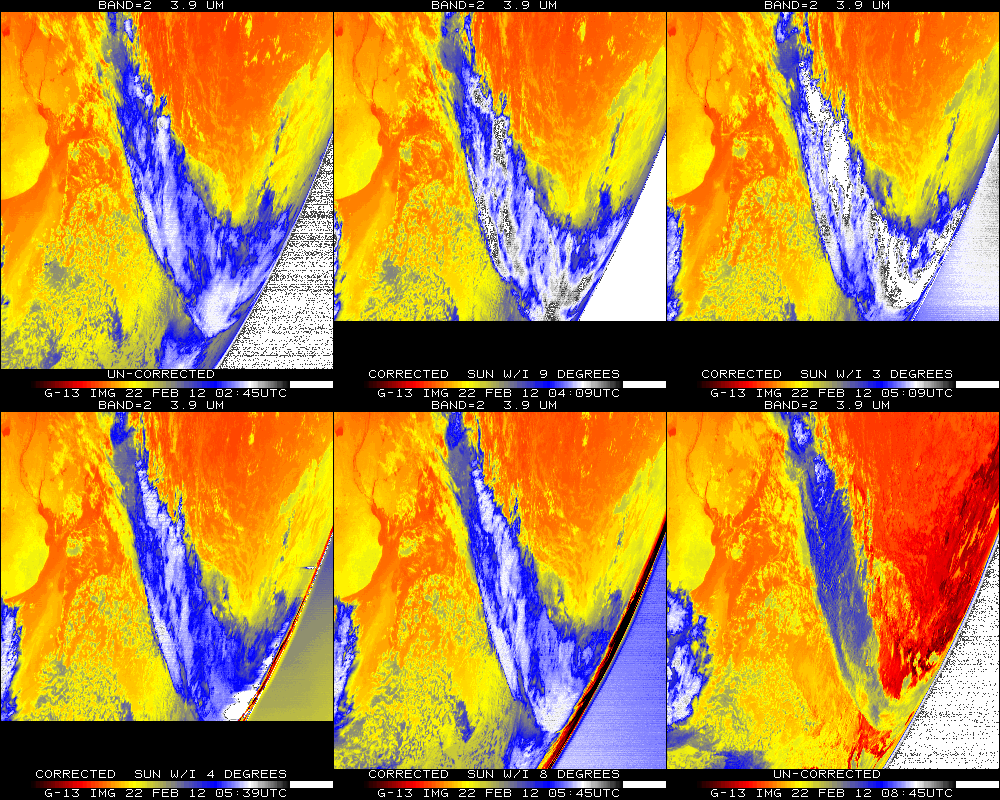 BAND=2 3.9 UM
BAND=2 3.9 UM
BAND=2 3.9 UM
UN-CORRECTED
G-13 IMG 22 FEB 12 02:45UTC
CORRECTED SUN W/I 9 DEGREES
G-13 IMG 22 FEB 12 04:09UTC
CORRECTED SUN W/I 3 DEGREES
G-13 IMG 22 FEB 12 05:09UTC
BAND=2 3.9 UM
BAND=2 3.9 UM
BAND=2 3.9 UM
CORRECTED SUN W/I 4 DEGREES
G-13 IMG 22 FEB 12 05:39UTC
CORRECTED SUN W/I 8 DEGREES
G-13 IMG 22 FEB 12 05:45UTC
UN-CORRECTED
G-13 IMG 22 FEB 12 08:45UTC